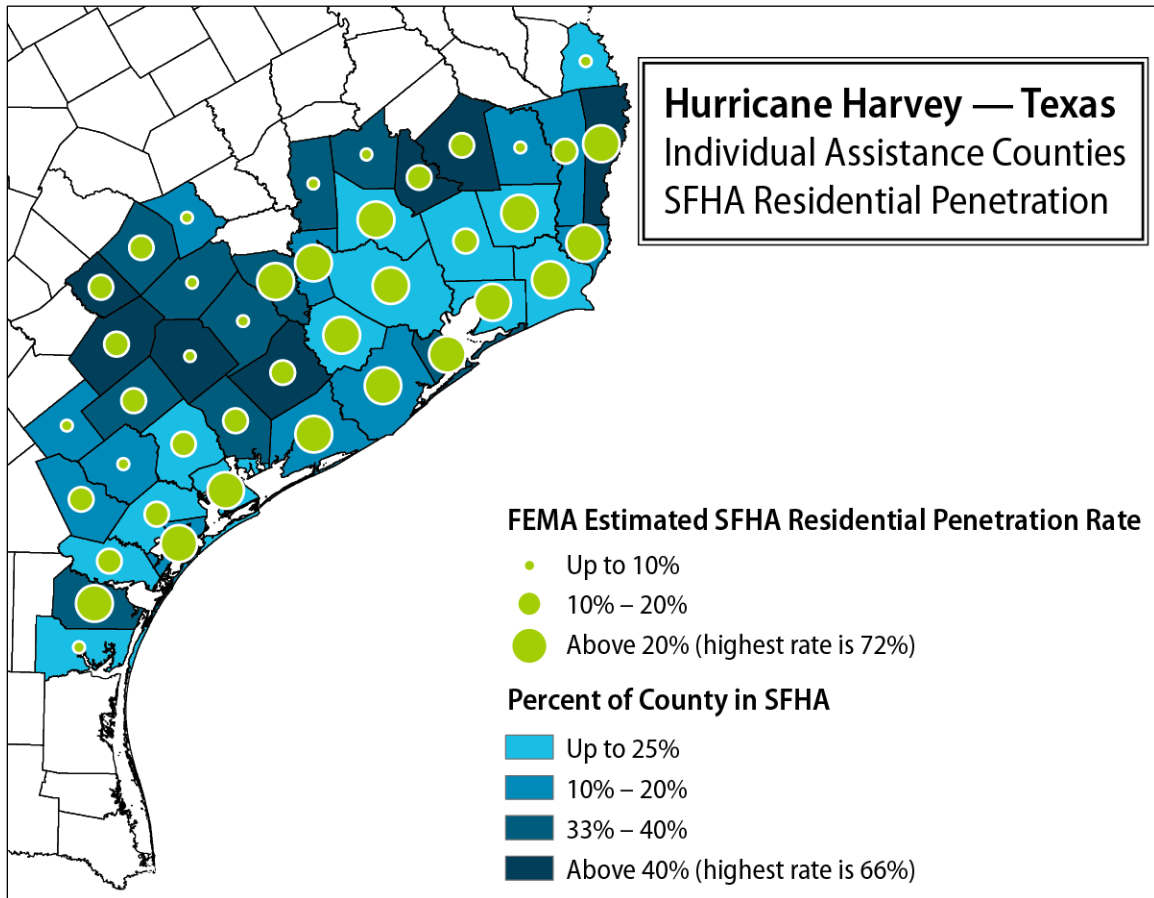 Hurricane Harvey — Texas
Individual Assistance Counties
SFHA Residential Penetration
FEMA Estimated SFHA Residential Penetration Rate
Up to 10%
10% – 20%
Above 20% (highest rate is 72%)
Percent of County in SFHA
Up to 25%
10% – 20%
33% – 40%
Above 40% (highest rate is 66%)